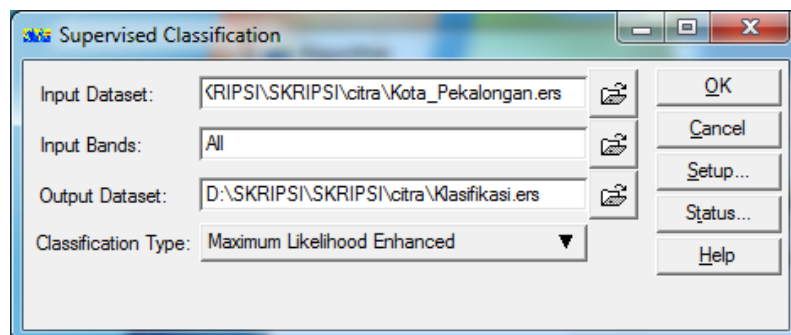 Supervised Classification
Input Dataset: KRIPSI\SKRIPSI\citra\Kota_Pekalongan.ers
OK
Input Bands: All
Cancel
Setup...
Output Dataset: D:\SKRIPSI\SKRIPSI\citra\Klasifikasi.ers
Status...
Classification Type: Maximum Likelihood Enhanced
Help